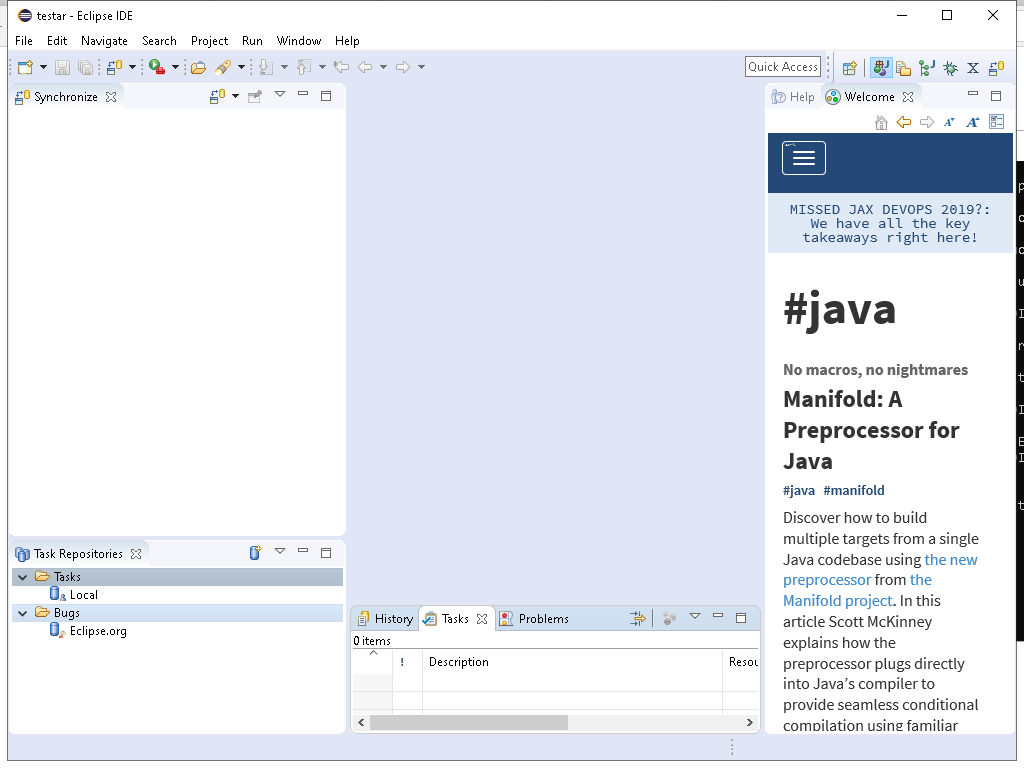 testar - Eclipse IDE
File Edit Navigate Search Project Run Window Help
Quick Access
Synchronize
Help Welcome
MISSED JAX DEVOPS 2019?:
We have all the key
takeaways right here!
#java
No macros, no nightmares
Manifold: A
Preprocessor for
Java
#java #manifold
Discover how to build
multiple targets from a single
Java codebase using the new
preprocessor from the
Manifold project. In this
article Scott McKinney
explains how the
preprocessor plugs directly
into Java’s compiler to
provide seamless conditional
compilation using familiar
Task Repositories
Tasks
Local
Bugs
Eclipse.org
History Tasks Problems
0 items
! Description Resou